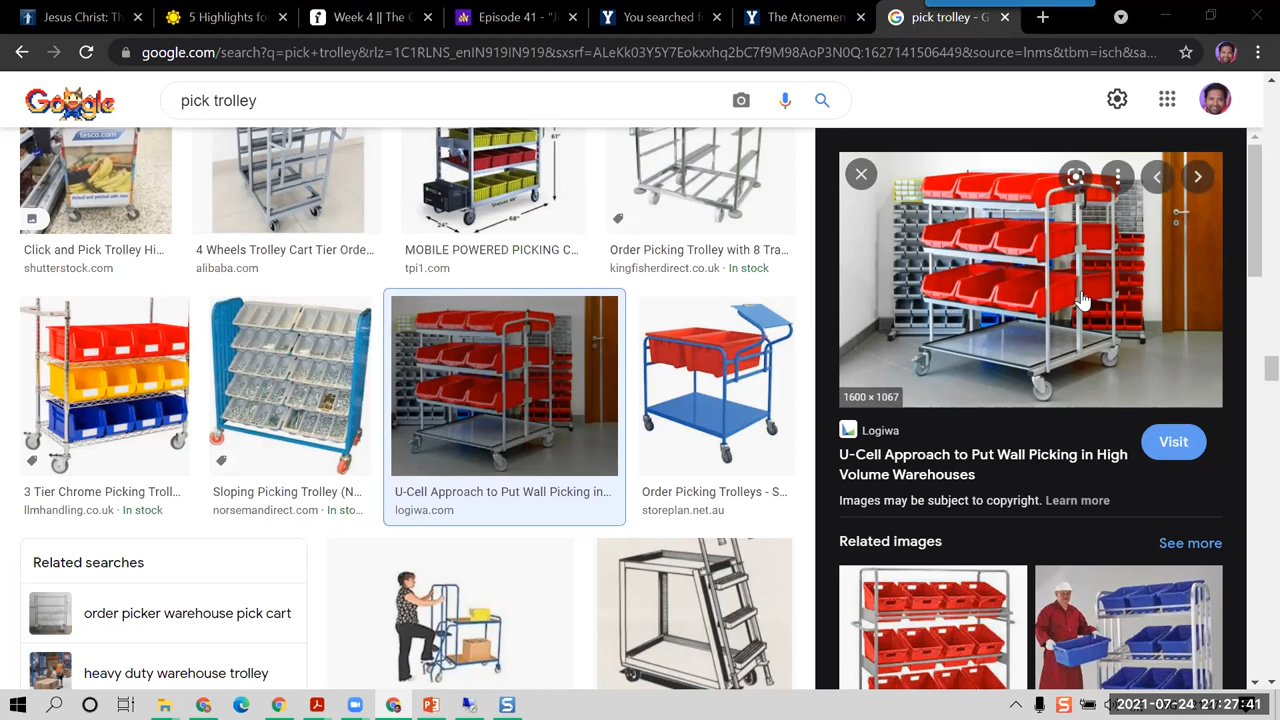 Jesus Christ: Th
5 Highlights fo
Week 4 || The C
Episode 41 - "J
You searched f
The Atonemen
pick trolley - G
google.com/search?q=pick+trolley&rlz=1C1RLNS_enIN919IN919&sxsrf=ALeKk03Y5Y7Eokxxhq2bC7f9M98AoP3N0Q:1627141506449&source=lnms&tbm=isch&sa...
Google
pick trolley
tesco.com
61"
24"
68"
Click and Pick Trolley Hi...
shutterstock.com
4 Wheels Trolley Cart Tier Orde...
alibaba.com
MOBILE POWERED PICKING C...
tpi1.com
Order Picking Trolley with 8 Tra...
kingfisherdirect.co.uk · In stock
3 Tier Chrome Picking Troll...
llmhandling.co.uk · In stock
Sloping Picking Trolley (N...
norsemandirect.com · In sto...
U-Cell Approach to Put Wall Picking in...
logiwa.com
Order Picking Trolleys - S...
storeplan.net.au
Related searches
order picker warehouse pick cart
heavy duty warehouse trolley
1600 × 1067
Logiwa
Visit
U-Cell Approach to Put Wall Picking in High
Volume Warehouses
Images may be subject to copyright. Learn more
Related images
See more
2021-07-24 21:27:41